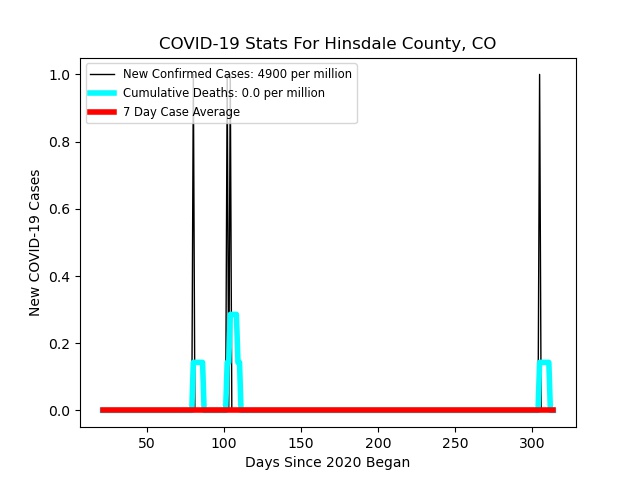 COVID-19 Stats For Hinsdale County, CO
New Confirmed Cases: 4900 per million
Cumulative Deaths: 0.0 per million
7 Day Case Average
New COVID-19 Cases
1.0
0.8
0.6
0.4
0.2
0.0
50 100 150 200 250 300
Days Since 2020 Began